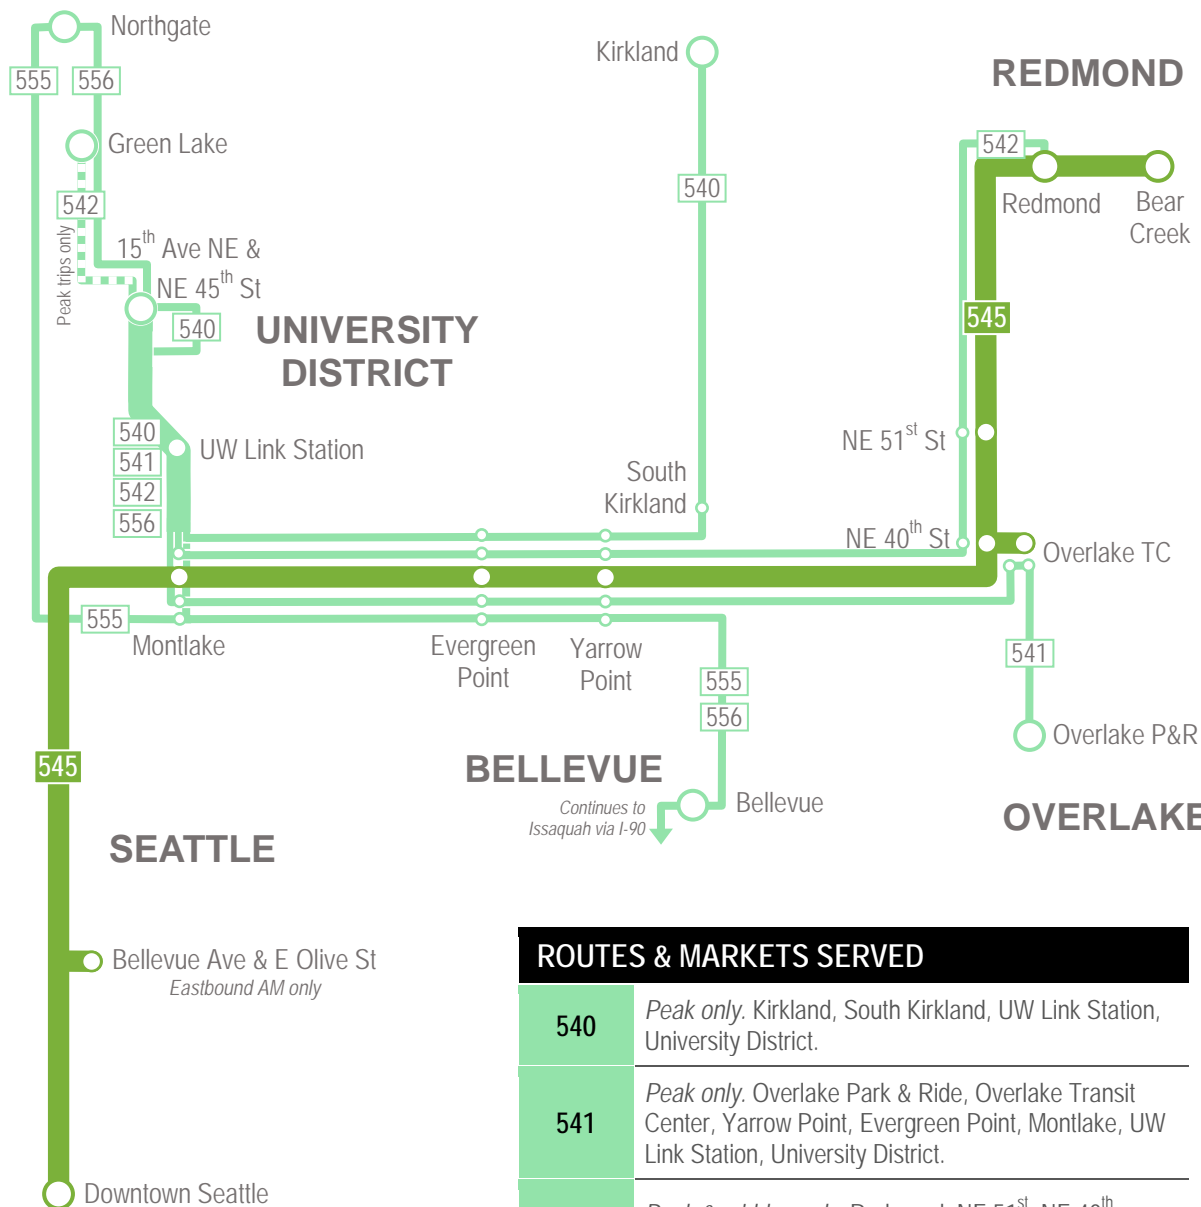 Northgate
Kirkland
REDMOND
555
556
Green Lake
542
540
542
Redmond
Bear
Creek
Peak trips only
15th Ave NE &
NE 45th St
540
UNIVERSITY
DISTRICT
545
540
541
542
556
UW Link Station
NE 51st St
South
Kirkland
NE 40th St
Overlake TC
555
Montlake
Evergreen
Point
Yarrow
Point
541
555
556
Overlake P&R
545
BELLEVUE
Continues to
Issaquah via I-90
Bellevue
OVERLAKE
SEATTLE
Bellevue Ave & E Olive St
Eastbound AM only
Downtown Seattle
ROUTES & MARKETS SERVED
540
Peak only. Kirkland, South Kirkland, UW Link Station,
University District.
541
Peak only. Overlake Park & Ride, Overlake Transit
Center, Yarrow Point, Evergreen Point, Montlake, UW
Link Station, University District.
Redmond, NE 51st, NE 40th